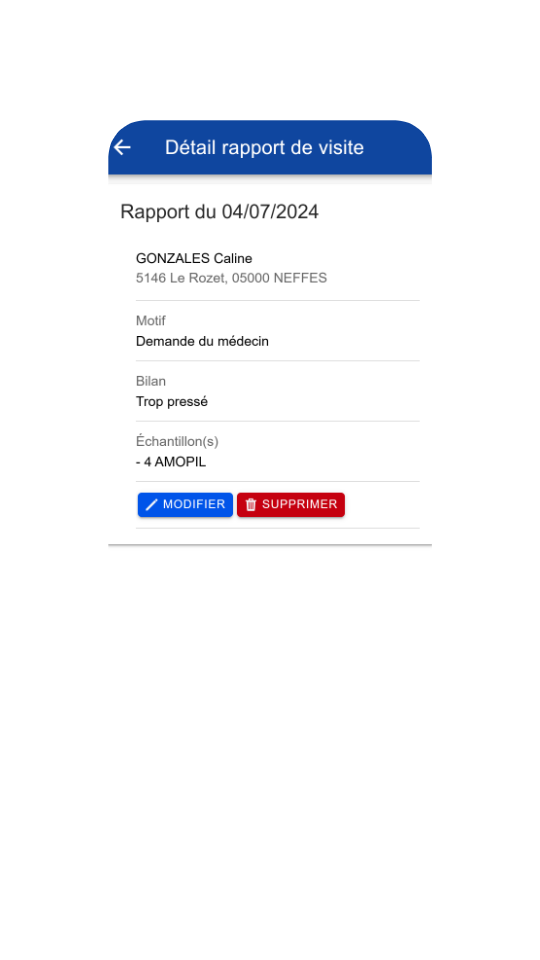 Détail rapport de visite
Rapport du 04/07/2024
GONZALES Caline
5146 Le Rozet, 05000 NEFFES
Motif
Demande du médecin
Bilan
Trop pressé
Échantillon(s)
- 4 AMOPIL
MODIFIER SUPPRIMER